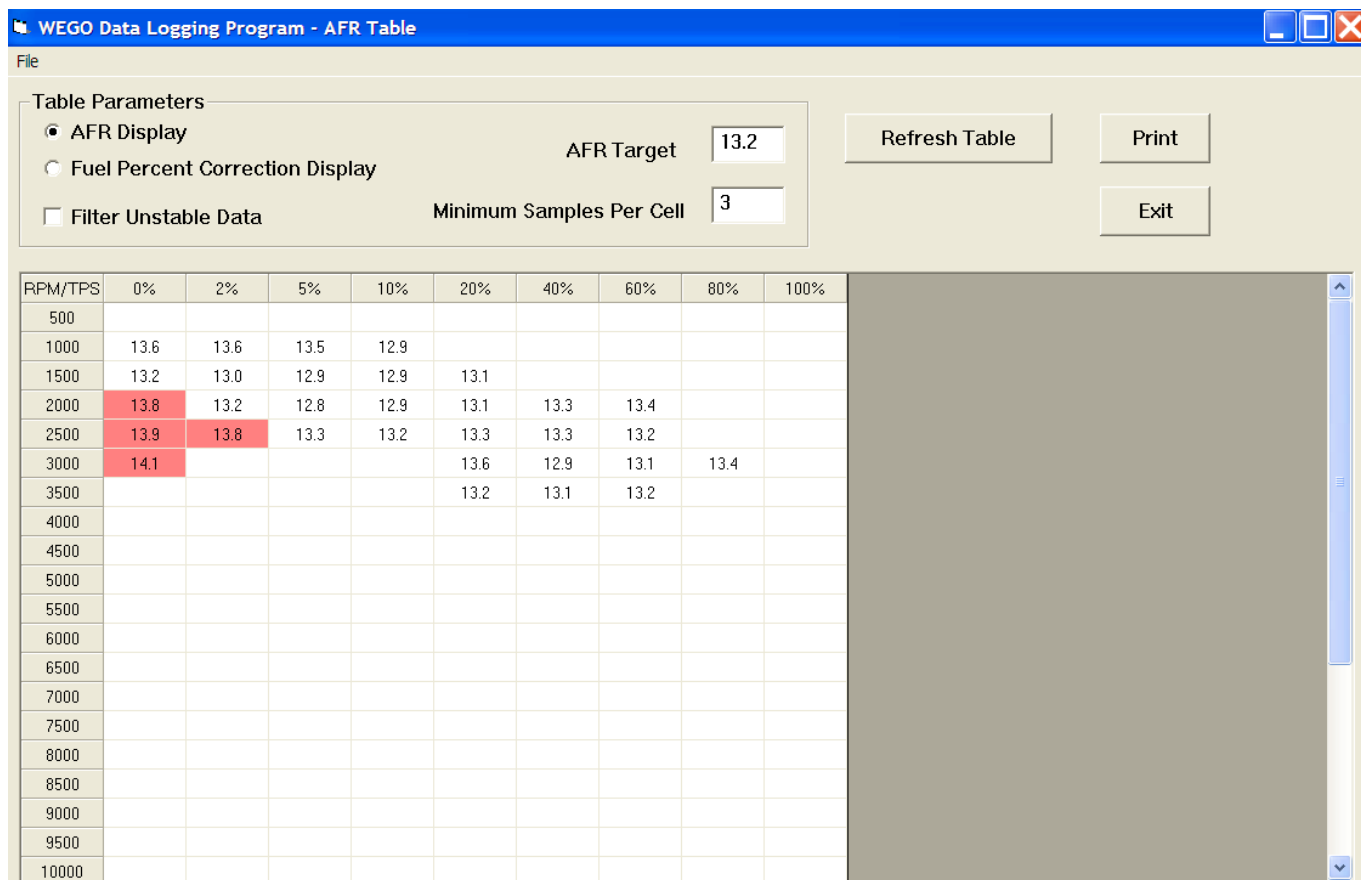 WEGO Data Logging Program - AFR Table
File
Table Parameters
AFR Display
Fuel Percent Correction Display
Filter Unstable Data
AFR Target 13.2
Minimum Samples Per Cell 3
Refresh Table
Print
Exit
RPM/TPS 0% 2% 5% 10% 20% 40% 60% 80% 100%
500
1000 13.6 13.6 13.5 12.9
1500 13.2 13.0 12.9 12.9 13.1
2000 13.8 13.2 12.8 12.9 13.1 13.3 13.4
2500 13.9 13.8 13.3 13.2 13.3 13.3 13.2
3000 14.1 13.6 12.9 13.1 13.4
3500 13.2 13.1 13.2
4000
4500
5000
5500
6000
6500
7000
7500
8000
8500
9000
9500
10000